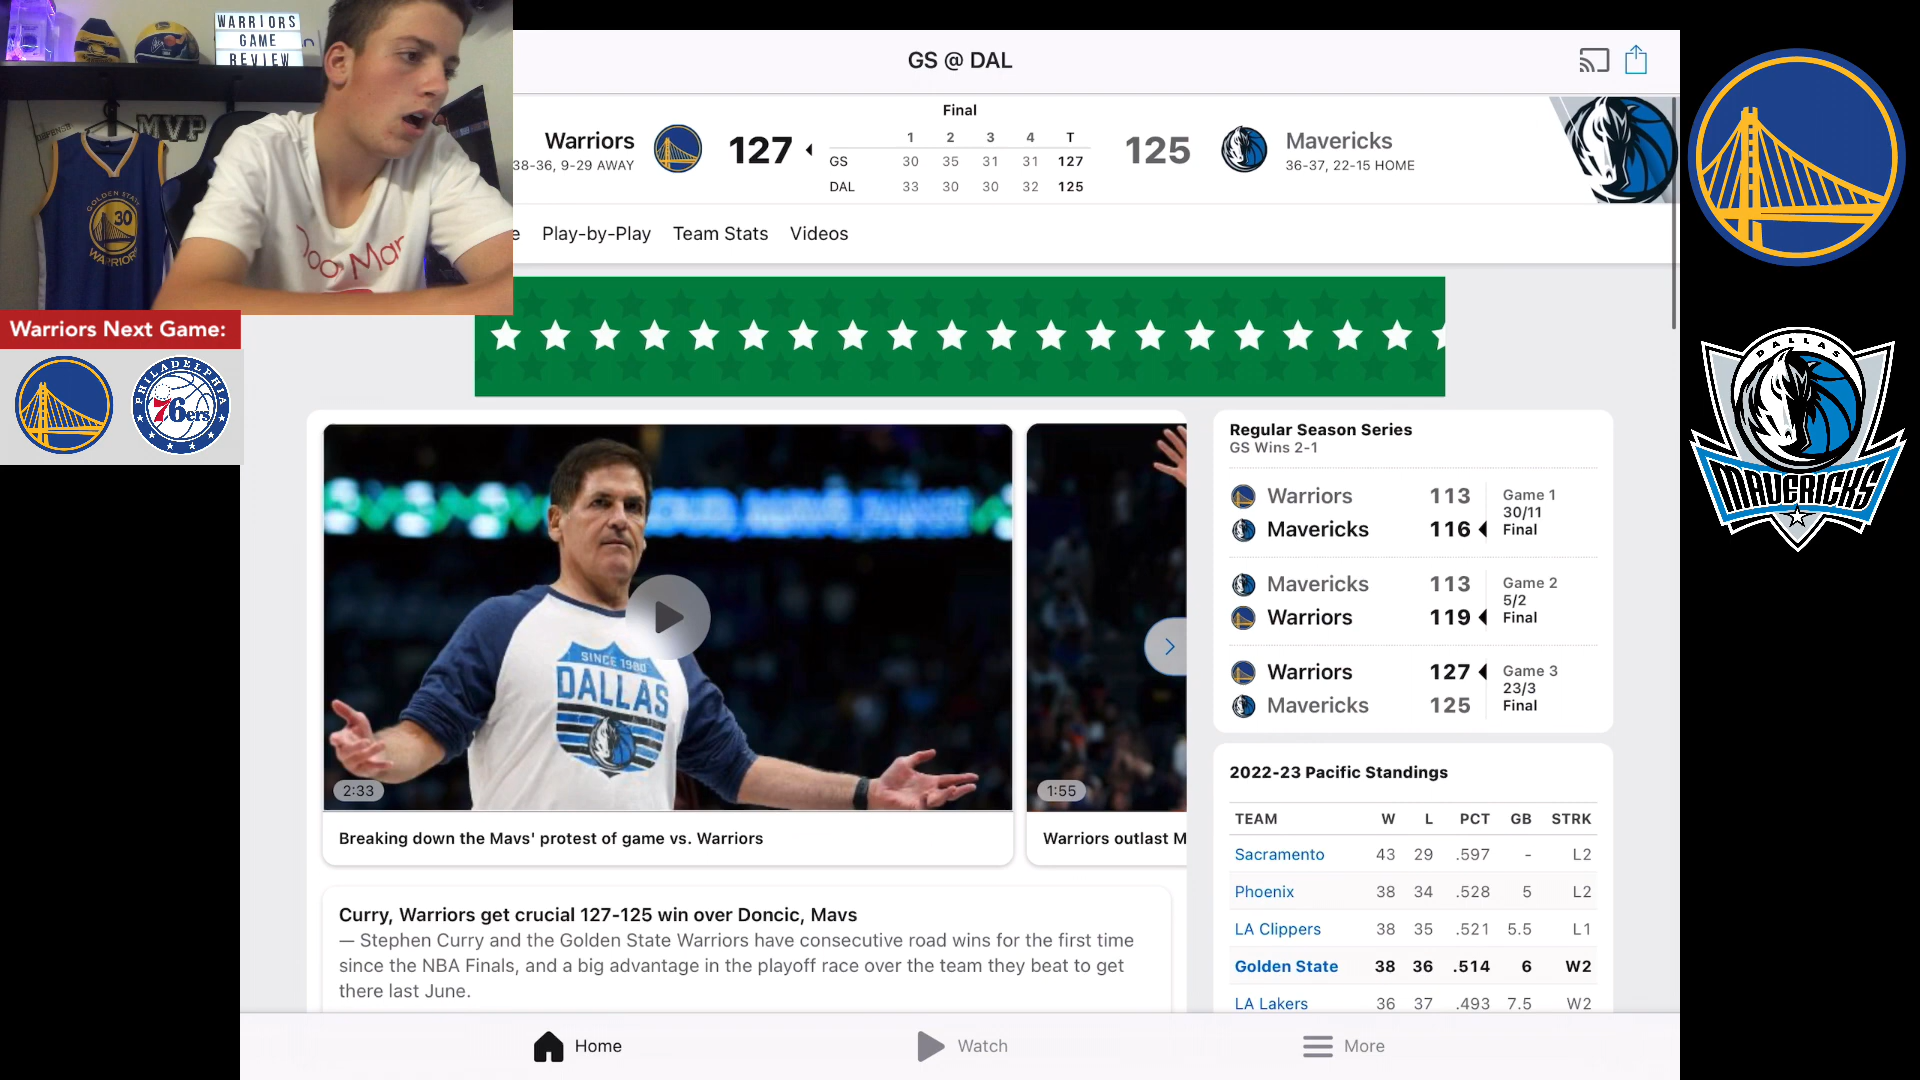 WARRIORS
GAME
REVIEW
MVP
GOLDEN STATE
30
WARRIORS
GS @ DAL
Final
Warriors
38-36, 9-29 AWAY
127
1 2 3 4 T
GS 30 35 31 31 127
DAL 33 30 30 32 125
125
Mavericks
36-37, 22-15 HOME
e Play-by-Play Team Stats Videos
Warriors Next Game:
PHILADELPHIA
76ers
DALLAS
MAVERICKS
SINCE 1980
DALLAS
2:33
1:55
Breaking down the Mavs' protest of game vs. Warriors
Warriors outlast M
Curry, Warriors get crucial 127-125 win over Doncic, Mavs
— Stephen Curry and the Golden State Warriors have consecutive road wins for the first time
since the NBA Finals, and a big advantage in the playoff race over the team they beat to get
there last June.
Regular Season Series
GS Wins 2-1
Warriors 113
Mavericks 116
Game 1
30/11
Final
Mavericks 113
Warriors 119
Game 2
5/2
Final
Warriors 127
Mavericks 125
Game 3
23/3
Final
2022-23 Pacific Standings
TEAM W L PCT GB STRK
Sacramento 43 29 .597 - L2
Phoenix 38 34 .528 5 L2
LA Clippers 38 35 .521 5.5 L1
Golden State 38 36 .514 6 W2
LA Lakers 36 37 .493 7.5 W2
Home
Watch
More